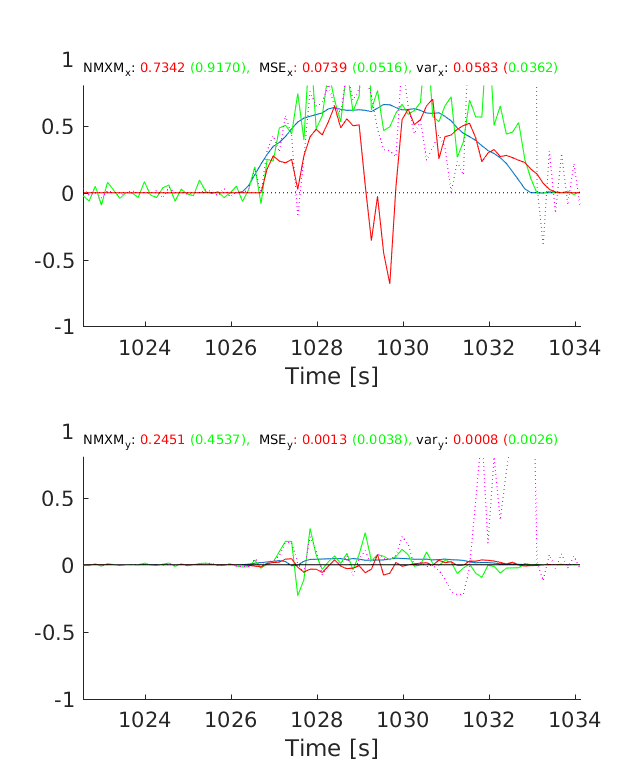 1
NMXMx: 0.7342 (0.9170), MSEx: 0.0739 (0.0516), varx: 0.0583 (0.0362)
0.5
0
-0.5
-1
1024 1026 1028 1030 1032 1034
Time [s]
1
NMXMy: 0.2451 (0.4537), MSEy: 0.0013 (0.0038), vary: 0.0008 (0.0026)
0.5
0
-0.5
-1
1024 1026 1028 1030 1032 1034
Time [s]